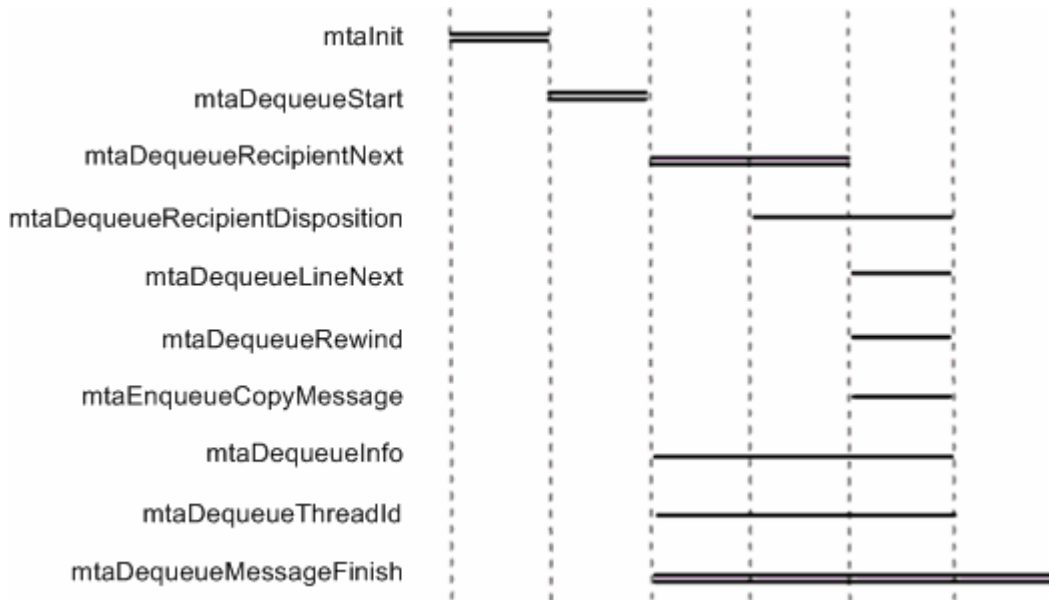 mtaInit
mtaDequeueStart
mtaDequeueRecipientNext
mtaDequeueRecipientDisposition
mtaDequeueLineNext
mtaDequeueRewind
mtaEnqueueCopyMessage
mtaDequeueInfo
mtaDequeueThreadId
mtaDequeueMessageFinish